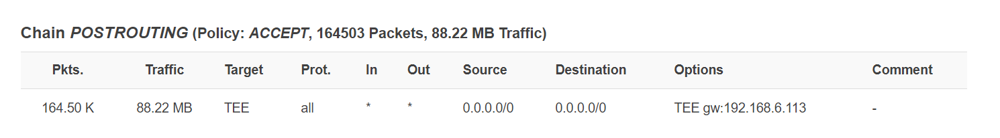 Chain POSTROUTING (Policy: ACCEPT, 164503 Packets, 88.22 MB Traffic)
Pkts. Traffic Target Prot. In Out Source Destination Options Comment
164.50 K 88.22 MB TEE all * * 0.0.0.0/0 0.0.0.0/0 TEE gw:192.168.6.113 -